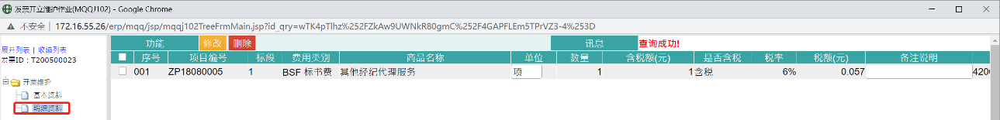 发票开立维护作业(MQQJ102) - Google Chrome
不安全 | 172.16.55.26/erp/mqq/jsp/mqqj102TreeFrmMain.jsp?id_qry=wTK4pTlhz%252FZkAw9UWNkR80gmC%252F4GAPFLEm5TPrVZ3-4%253D
展开列表 | 收缩列表
发票ID：T200500023
开票维护
基本资料
明细资料
功能 修改 删除 讯息 查询成功!
序号 项目编号 标段 费用类别 商品名称 单位 数量 含税额(元) 是否含税 税率 税额(元) 备注说明
001 ZP18080005 1 BSF 标书费 其他经纪代理服务 项 1 1 含税 6% 0.057 4200